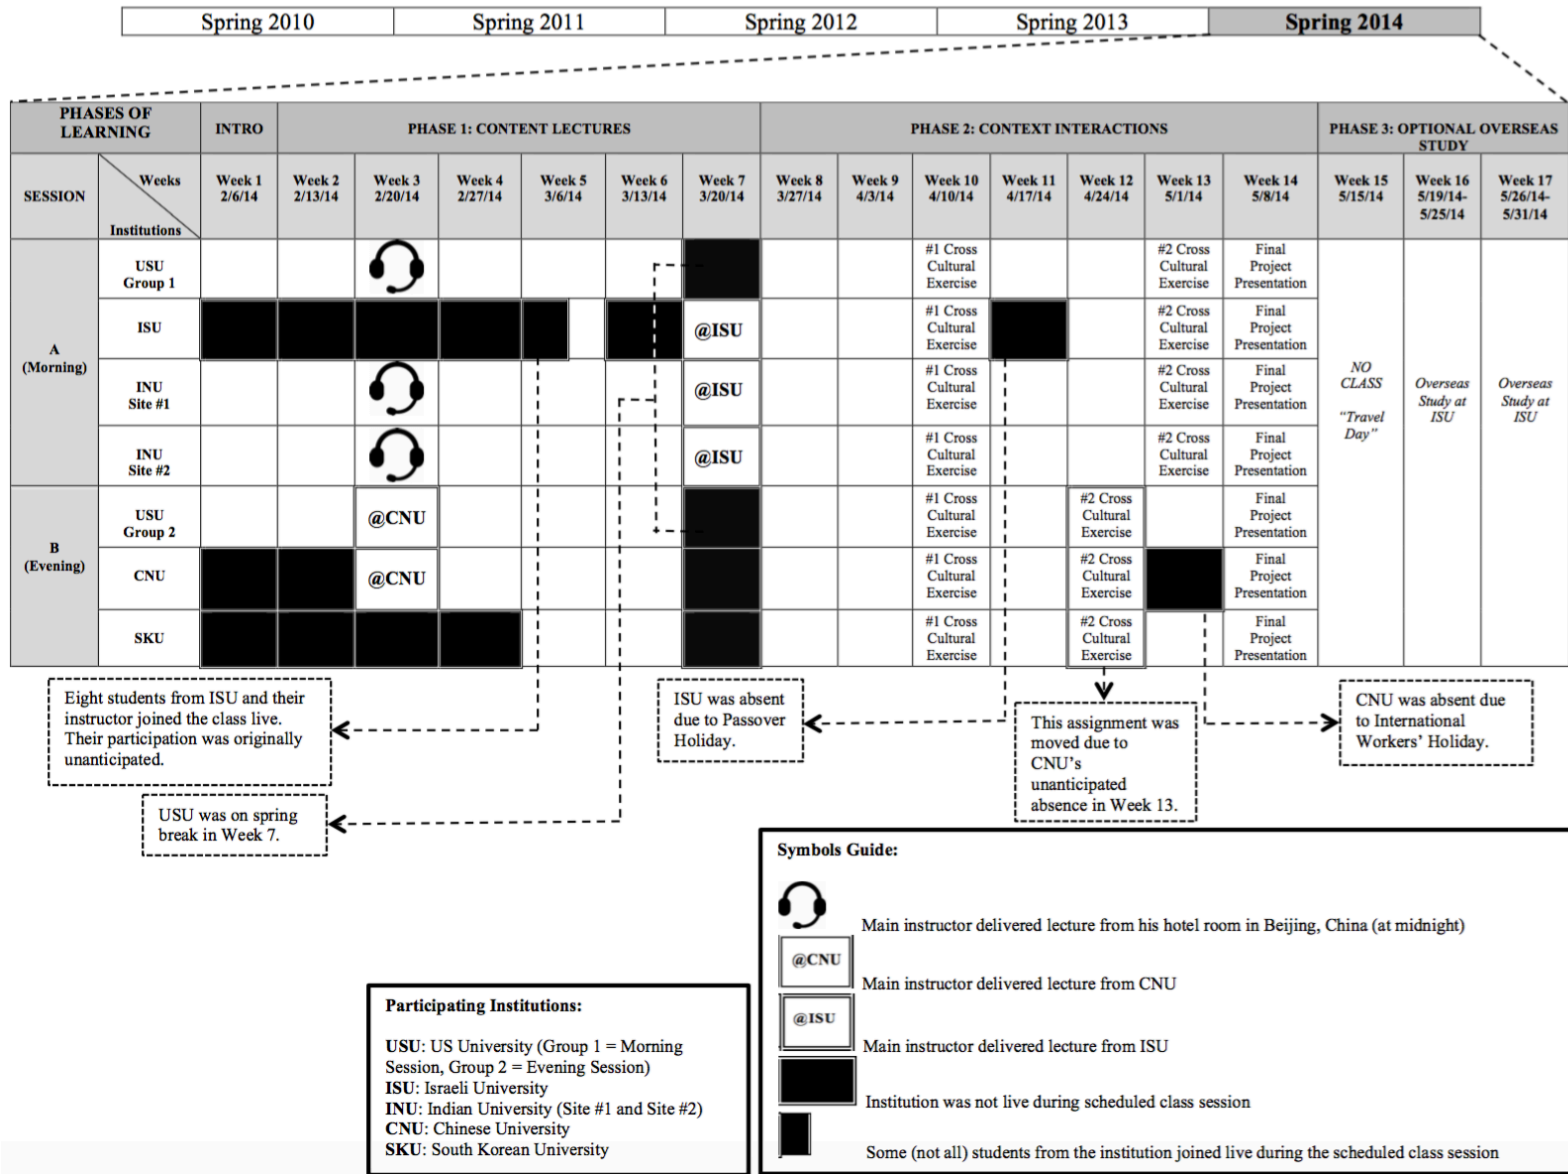 Spring 2010
Spring 2011
Spring 2012
Spring 2013
Spring 2014
PHASES OF
LEARNING
INTRO
PHASE 1: CONTENT LECTURES
PHASE 2: CONTEXT INTERACTIONS
PHASE 3: OPTIONAL OVERSEAS
STUDY
SESSION
Weeks
Institutions
Week 1
2/6/14
Week 2
2/13/14
Week 3
2/20/14
Week 4
2/27/14
Week 5
3/6/14
Week 6
3/13/14
Week 7
3/20/14
Week 8
3/27/14
Week 9
4/3/14
Week 10
4/10/14
Week 11
4/17/14
Week 12
4/24/14
Week 13
5/1/14
Week 14
5/8/14
Week 15
5/15/14
Week 16
5/19/14-
5/25/14
Week 17
5/26/14-
5/31/14
A
(Morning)
USU
Group 1
#1 Cross
Cultural
Exercise
#2 Cross
Cultural
Exercise
Final
Project
Presentation
ISU
@ISU
#1 Cross
Cultural
Exercise
#2 Cross
Cultural
Exercise
Final
Project
Presentation
INU
Site #1
@ISU
#1 Cross
Cultural
Exercise
#2 Cross
Cultural
Exercise
Final
Project
Presentation
INU
Site #2
@ISU
#1 Cross
Cultural
Exercise
#2 Cross
Cultural
Exercise
Final
Project
Presentation
NO
CLASS
"Travel
Day"
Overseas
Study at
ISU
Overseas
Study at
ISU
B
(Evening)
USU
Group 2
@CNU
#1 Cross
Cultural
Exercise
#2 Cross
Cultural
Exercise
Final
Project
Presentation
CNU
@CNU
#1 Cross
Cultural
Exercise
#2 Cross
Cultural
Exercise
Final
Project
Presentation
SKU
#1 Cross
Cultural
Exercise
#2 Cross
Cultural
Exercise
Final
Project
Presentation
Eight students from ISU and their
instructor joined the class live.
Their participation was originally
unanticipated.
USU was on spring
break in Week 7.
ISU was absent
due to Passover
Holiday.
This assignment was
moved due to
CNU's
unanticipated
absence in Week 13.
CNU was absent due
to International
Workers' Holiday.
Participating Institutions:
USU: US University (Group 1 = Morning
Session, Group 2 = Evening Session)
ISU: Israeli University
INU: Indian University (Site #1 and Site #2)
CNU: Chinese University
SKU: South Korean University
Symbols Guide:
Main instructor delivered lecture from his hotel room in Beijing, China (at midnight)
@CNU
Main instructor delivered lecture from CNU
@ISU
Main instructor delivered lecture from ISU
Institution was not live during scheduled class session
Some (not all) students from the institution joined live during the scheduled class session